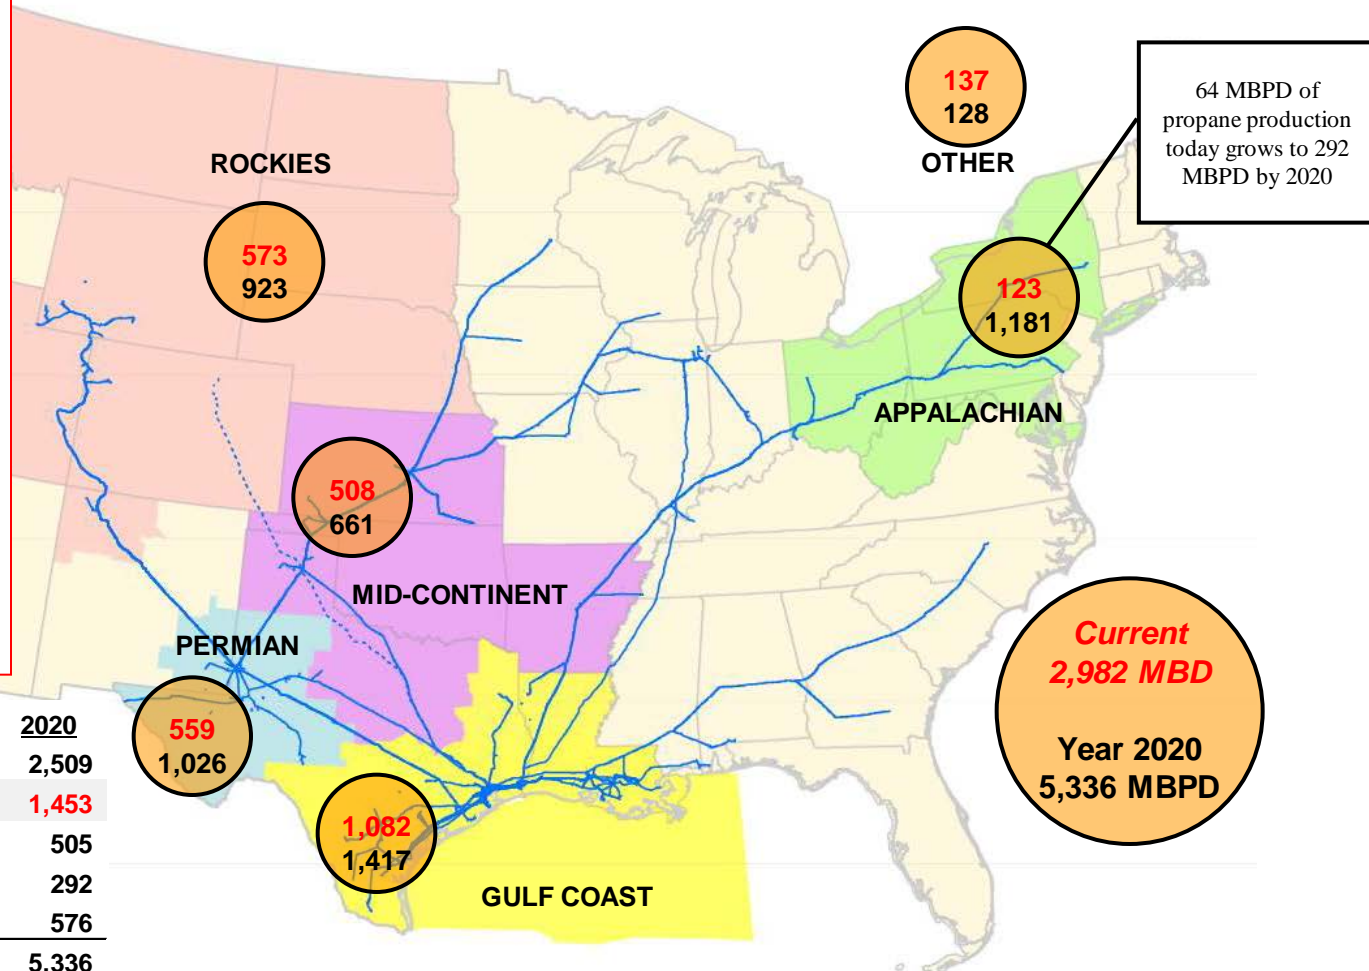 137
128
OTHER
64 MBPD of
propane production
today grows to 292
MBPD by 2020
ROCKIES
573
923
123
1,181
APPALACHIAN
508
661
MID-CONTINENT
PERMIAN
559
1,026
1,082
1,417
GULF COAST
Current
2,982 MBD
Year 2020
5,336 MBPD
2020
2,509
1,453
505
292
576
5,336